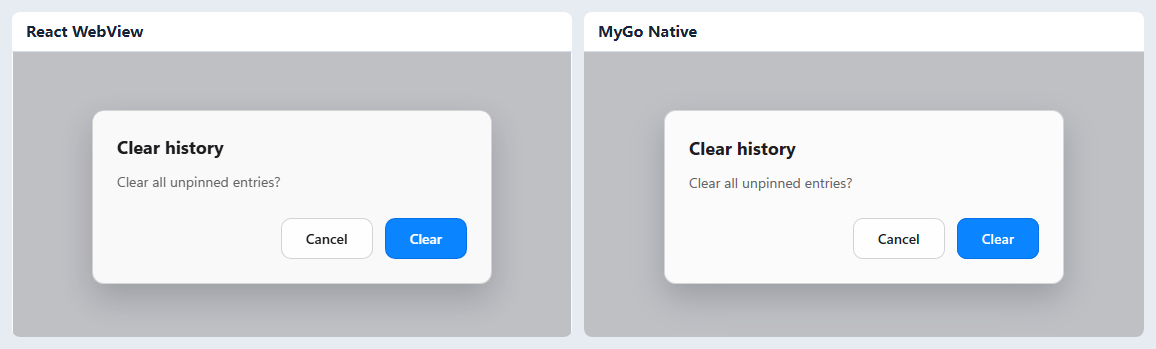 React WebView
Clear history
Clear all unpinned entries?
Cancel
Clear
MyGo Native
Clear history
Clear all unpinned entries?
Cancel
Clear